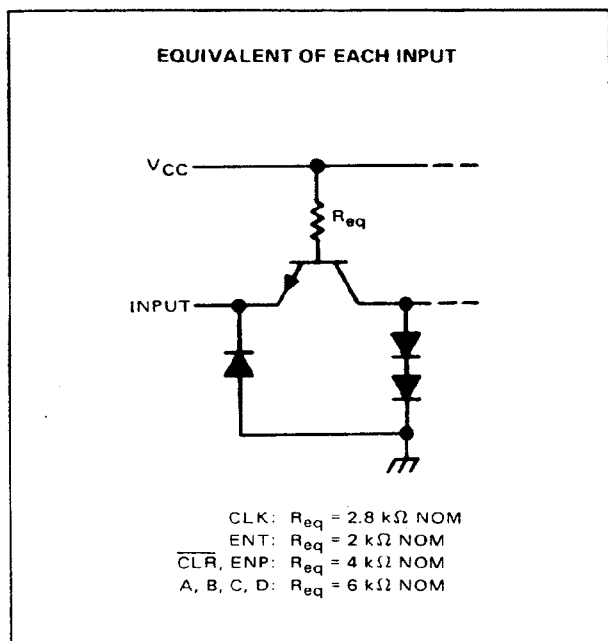 EQUIVALENT OF EACH INPUT
VCC
Req
INPUT
CLK: Req = 2.8 kΩ NOM
ENT: Req = 2 kΩ NOM
C̅L̅R̅, ENP: Req = 4 kΩ NOM
A, B, C, D: Req = 6 kΩ NOM